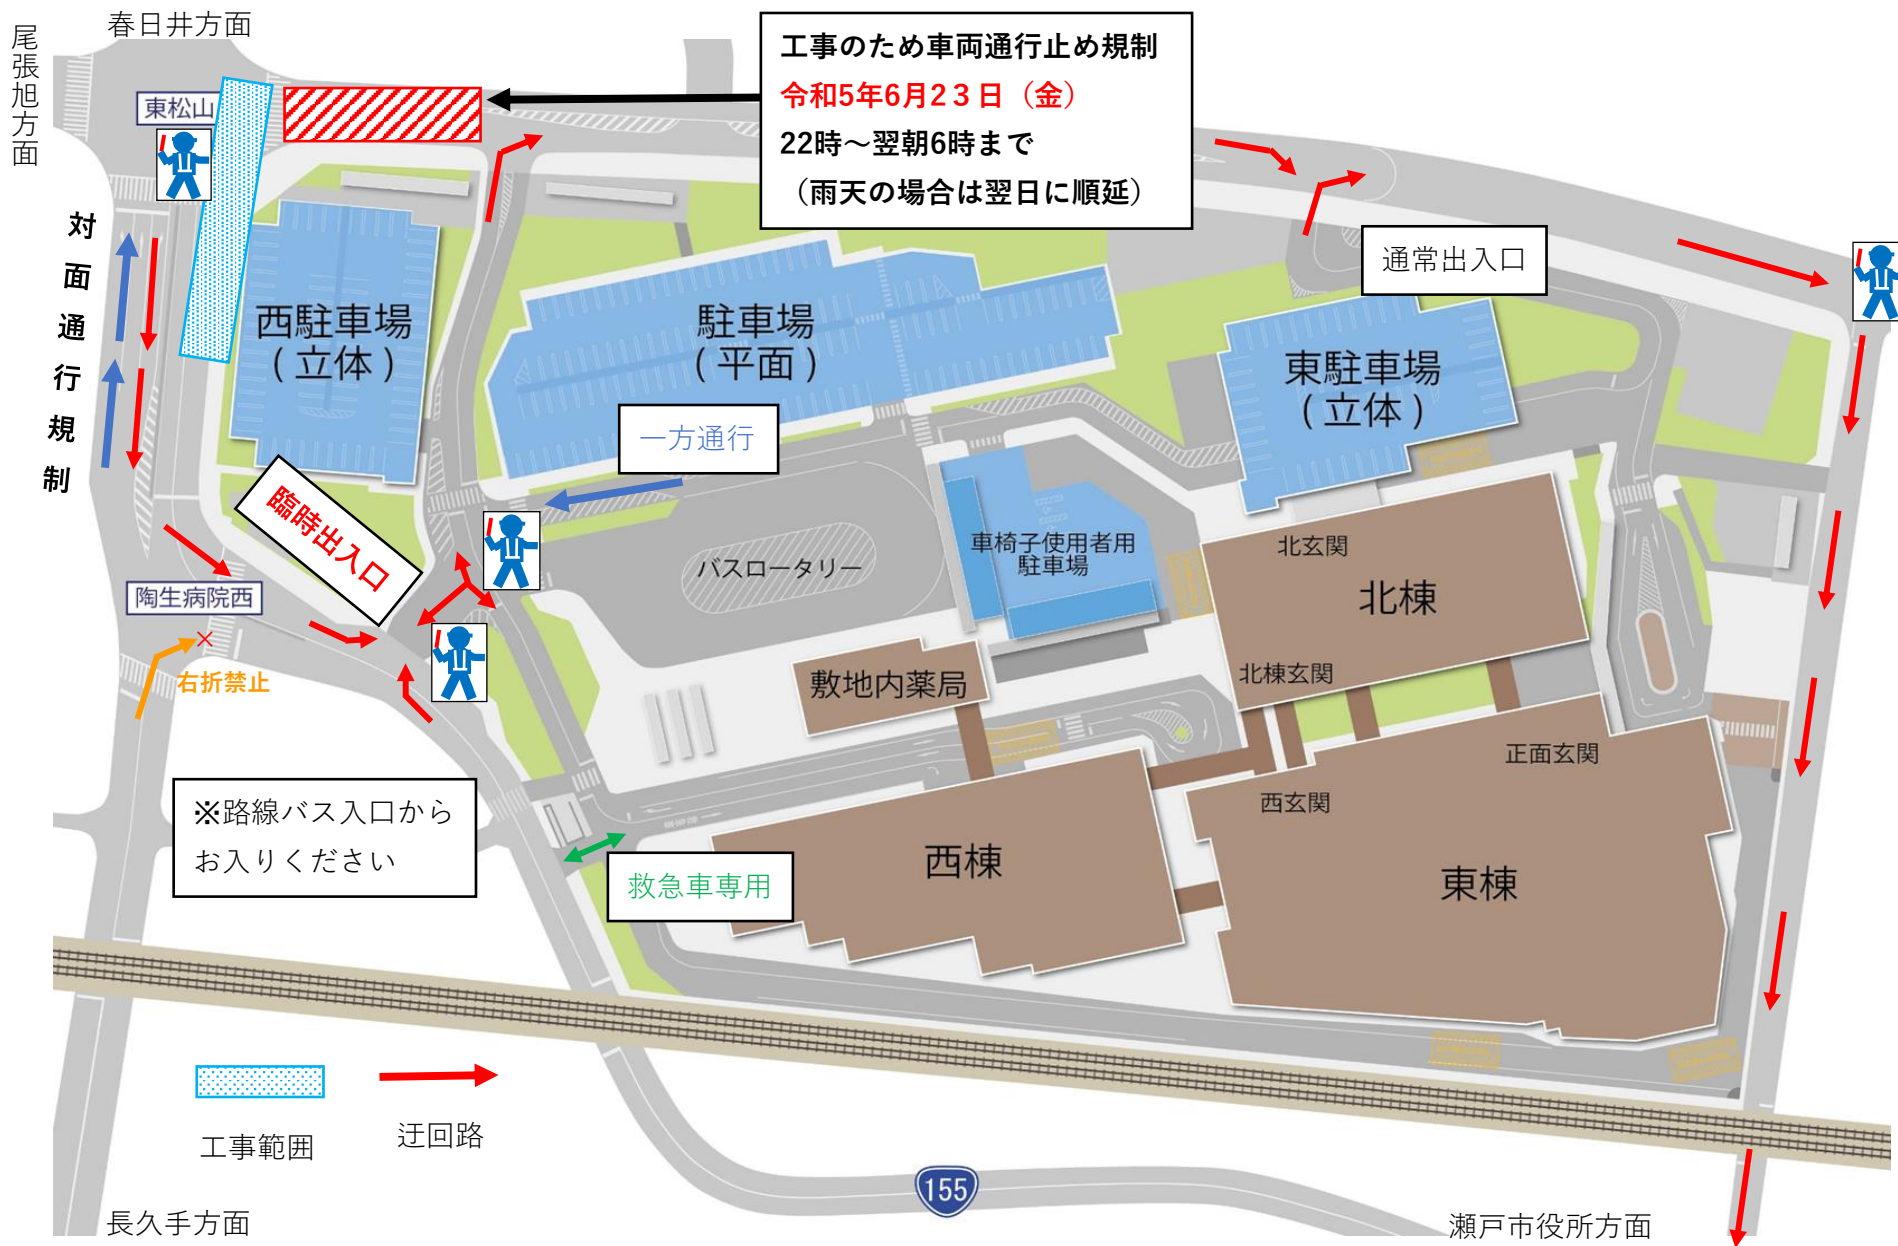 春日井方面
尾張旭方面
工事のため車両通行止め規制
令和5年6月２３日（金）
22時～翌朝6時まで
（雨天の場合は翌日に順延）
東松山
対面通行規制
通常出入口
西駐車場
(立体)
駐車場
(平面)
東駐車場
(立体)
一方通行
臨時出入口
バスロータリー
車椅子使用者用
駐車場
北玄関
北棟
陶生病院西
右折禁止
敷地内薬局
北棟玄関
正面玄関
西玄関
※路線バス入口から
お入りください
救急車専用
西棟
東棟
工事範囲
迂回路
155
長久手方面
瀬戸市役所方面